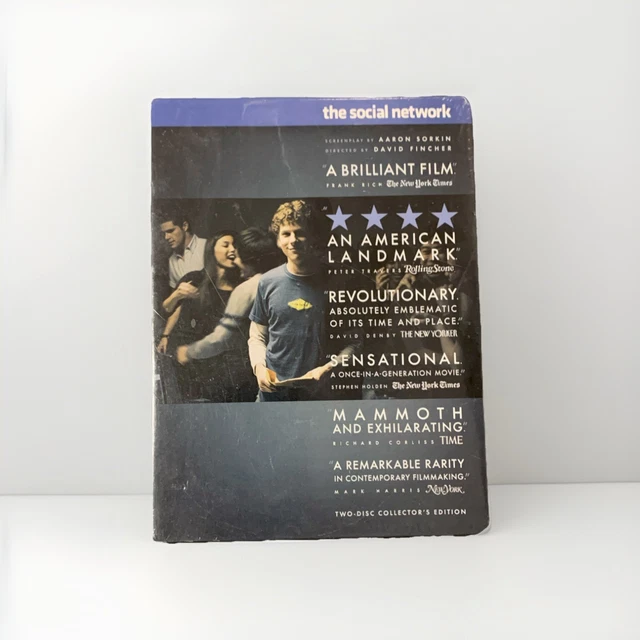 the social network
SCREENPLAY BY AARON SORKIN
DIRECTED BY DAVID FINCHER
"A BRILLIANT FILM."
FRANK RICH The New York Times
"★★★★
AN AMERICAN
LANDMARK."
PETER TRAVERS Rolling Stone
"REVOLUTIONARY.
ABSOLUTELY EMBLEMATIC
OF ITS TIME AND PLACE."
DAVID DENBY THE NEW YORKER
"SENSATIONAL.
A ONCE-IN-A-GENERATION MOVIE."
STEPHEN HOLDEN The New York Times
"MAMMOTH
AND EXHILARATING."
RICHARD CORLISS TIME
"A REMARKABLE RARITY
IN CONTEMPORARY FILMMAKING."
MARK HARRIS NEW YORK
TWO-DISC COLLECTOR'S EDITION